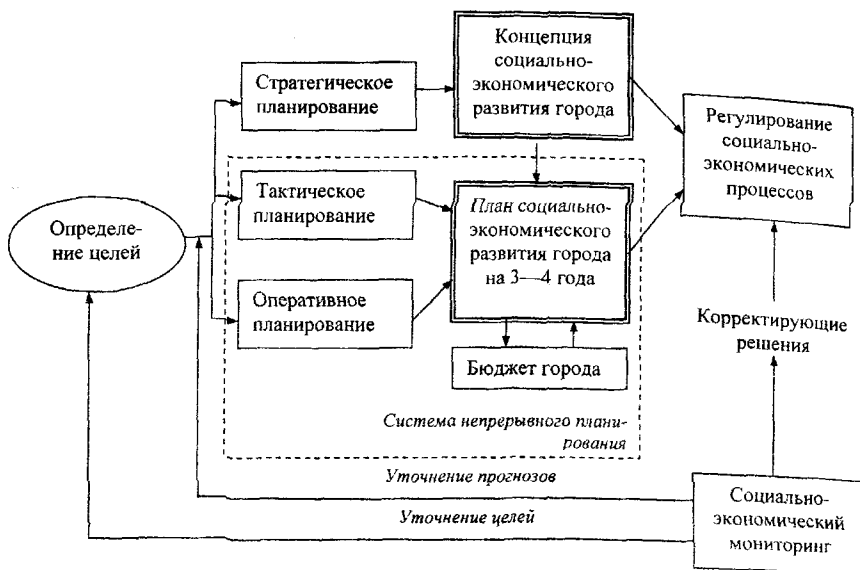 Концепция
социально-
экономического
развития города
Стратегическое
планирование
Регулирование
социально-
экономических
процессов
Тактическое
планирование
План социально-
экономического
развития города
на 3—4 года
Определе-
ние целей
Оперативное
планирование
Бюджет города
Корректирующие
решения
Система непрерывного плани-
рования
Уточнение прогнозов
Уточнение целей
Социально-
экономический
мониторинг